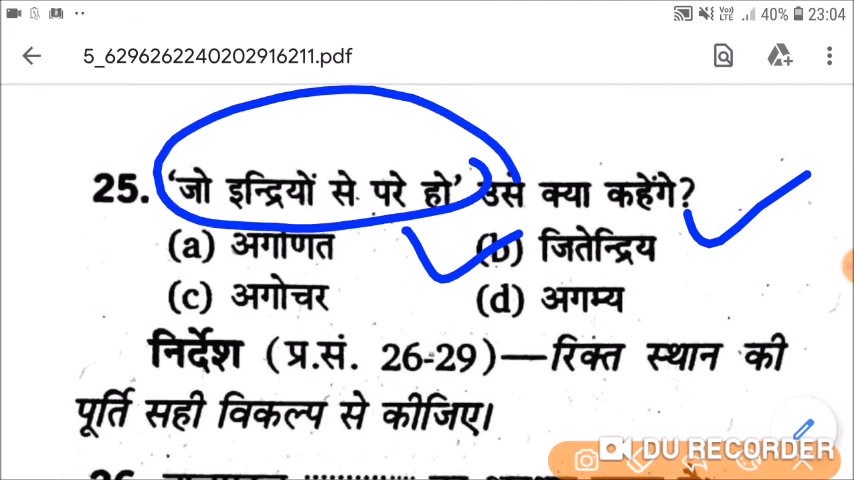 40% 23:04
5_6296262240202916211.pdf
25. ‘जो इन्द्रियों से परे हो’ उसे क्या कहेंगे?
(a) अगणित (b) जितेन्द्रिय
(c) अगोचर (d) अगम्य
निर्देश (प्र.सं. 26-29)—रिक्त स्थान की
पूर्ति सही विकल्प से कीजिए।
DU RECORDER